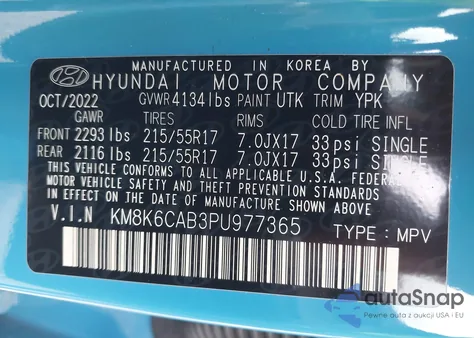 MANUFACTURED IN KOREA BY
HYUNDAI MOTOR COMPANY
OCT/2022 GVWR 4134lbs PAINT UTK TRIM YPK
GAWR TIRES RIMS COLD TIRE INFL
FRONT 2293lbs 215/55R17 7.0JX17 33psi SINGLE
REAR 2116lbs 215/55R17 7.0JX17 33psi SINGLE
THIS VEHICLE CONFORMS TO ALL APPLICABLE U.S.A. FEDERAL
MOTOR VEHICLE SAFETY AND THEFT PREVENTION STANDARDS
IN EFFECT ON THE DATE OF MANUFACTURE SHOWN ABOVE.
V.I.N KM8K6CAB3PU977365 TYPE : MPV
autoSnap
Pewne auta z aukcji USA i EU